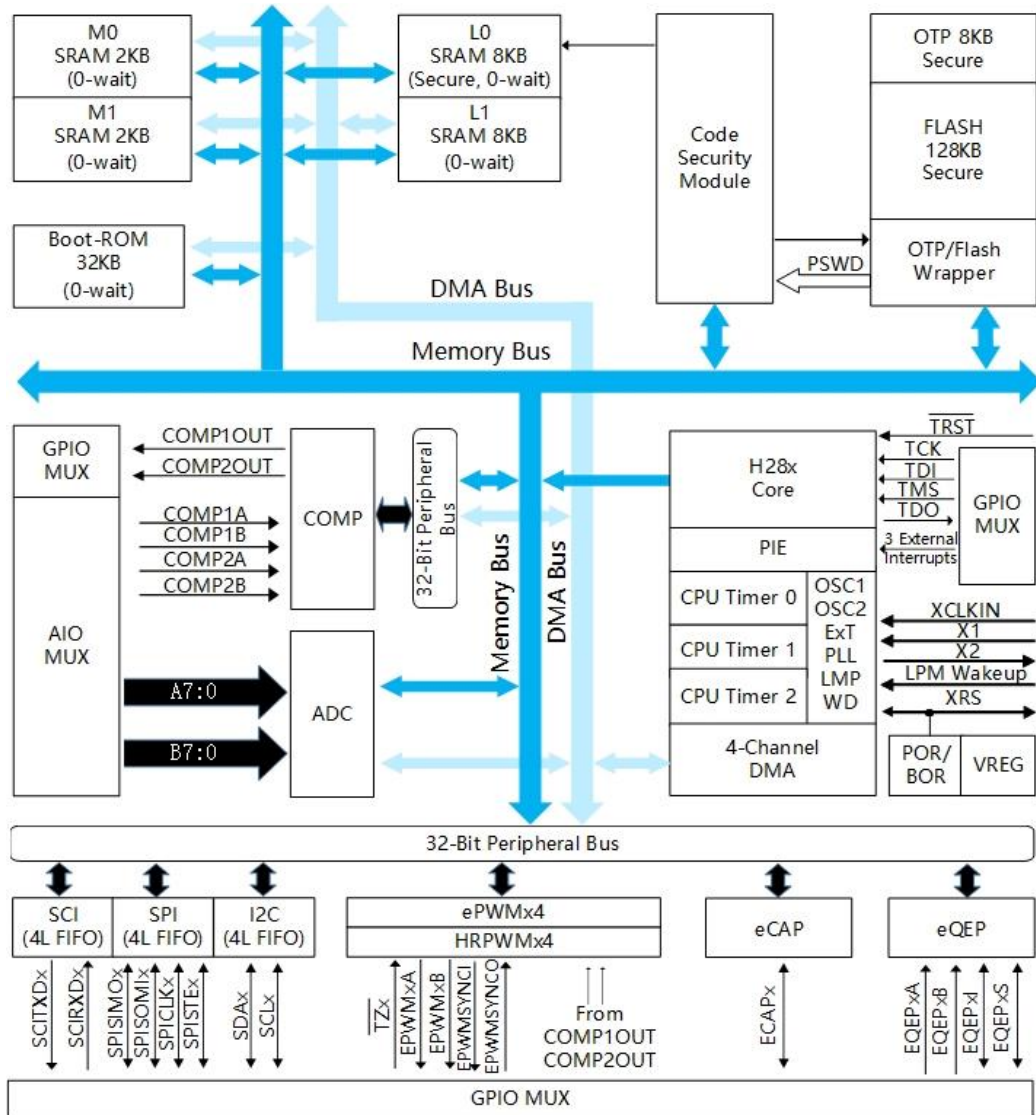 M0
SRAM 2KB
(0-wait)
M1
SRAM 2KB
(0-wait)
L0
SRAM 8KB
(Secure, 0-wait)
L1
SRAM 8KB
(0-wait)
Code
Security
Module
OTP 8KB
Secure
FLASH
128KB
Secure
OTP/Flash
Wrapper
PSWD
Boot-ROM
32KB
(0-wait)
DMA Bus
Memory Bus
GPIO
MUX
AIO
MUX
COMP1OUT
COMP2OUT
COMP1A
COMP1B
COMP2A
COMP2B
COMP
32-Bit Peripheral
Bus
A7:0
B7:0
ADC
Memory Bus
DMA Bus
H28x
Core
PIE
CPU Timer 0
CPU Timer 1
CPU Timer 2
OSC1
OSC2
ExT
PLL
LMP
WD
4-Channel
DMA
TRST
TCK
TDI
TMS
TDO
3 External
Interrupts
GPIO
MUX
XCLKIN
X1
X2
LPM Wakeup
XRS
POR/
BOR
VREG
32-Bit Peripheral Bus
SCI
(4L FIFO)
SPI
(4L FIFO)
I2C
(4L FIFO)
ePWMx4
HRPWMx4
eCAP
eQEP
SCITXDx
SCIRXDx
SPISIMOx
SPISOMIx
SPICLKx
SPISTEx
SDAx
SCLx
TZx
EPWMxA
EPWMxB
EPWMSYNCI
EPWMSYNCO
From
COMP1OUT
COMP2OUT
ECAPx
EQEPxA
EQEPxB
EQEPxI
EQEPxS
GPIO MUX